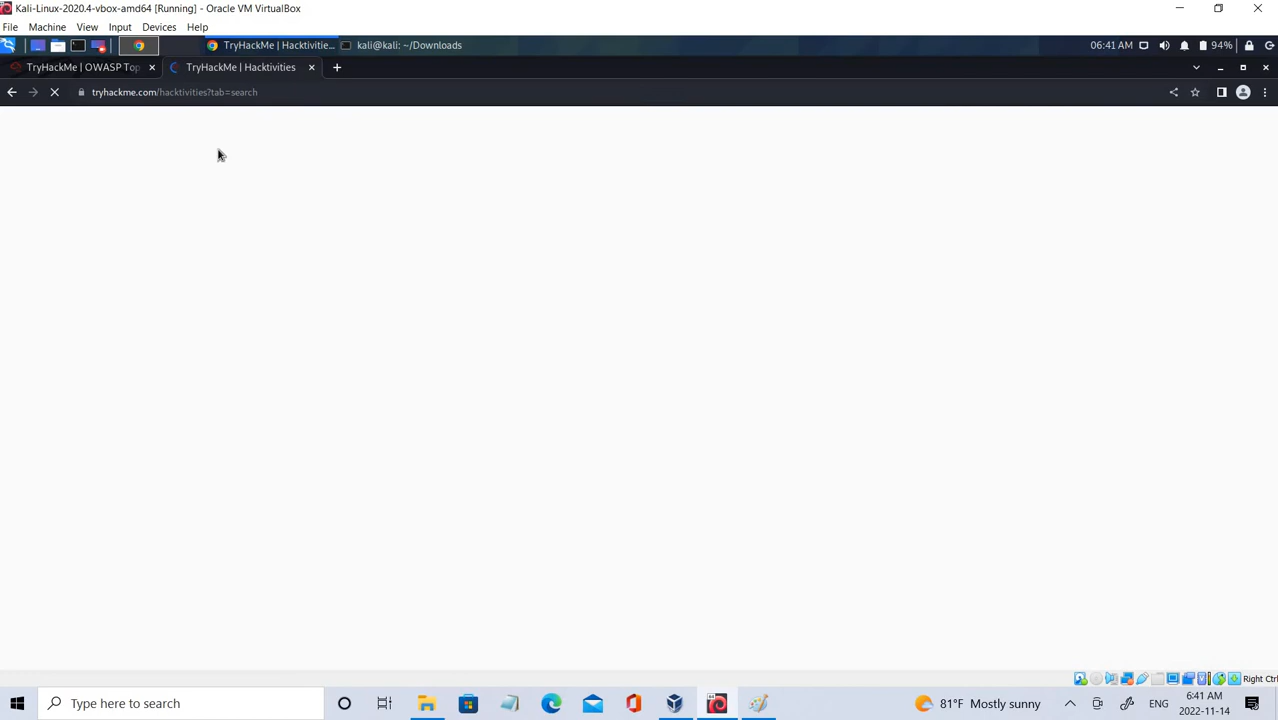 Kali-Linux-2020.4-vbox-amd64 [Running] - Oracle VM VirtualBox
File Machine View Input Devices Help
TryHackMe | Hacktivitie... kali@kali: ~/Downloads 06:41 AM 94%
TryHackMe | OWASP Top TryHackMe | Hacktivities
tryhackme.com/hacktivities?tab=search
Right Ctrl
Type here to search 81°F Mostly sunny ENG 6:41 AM
2022-11-14